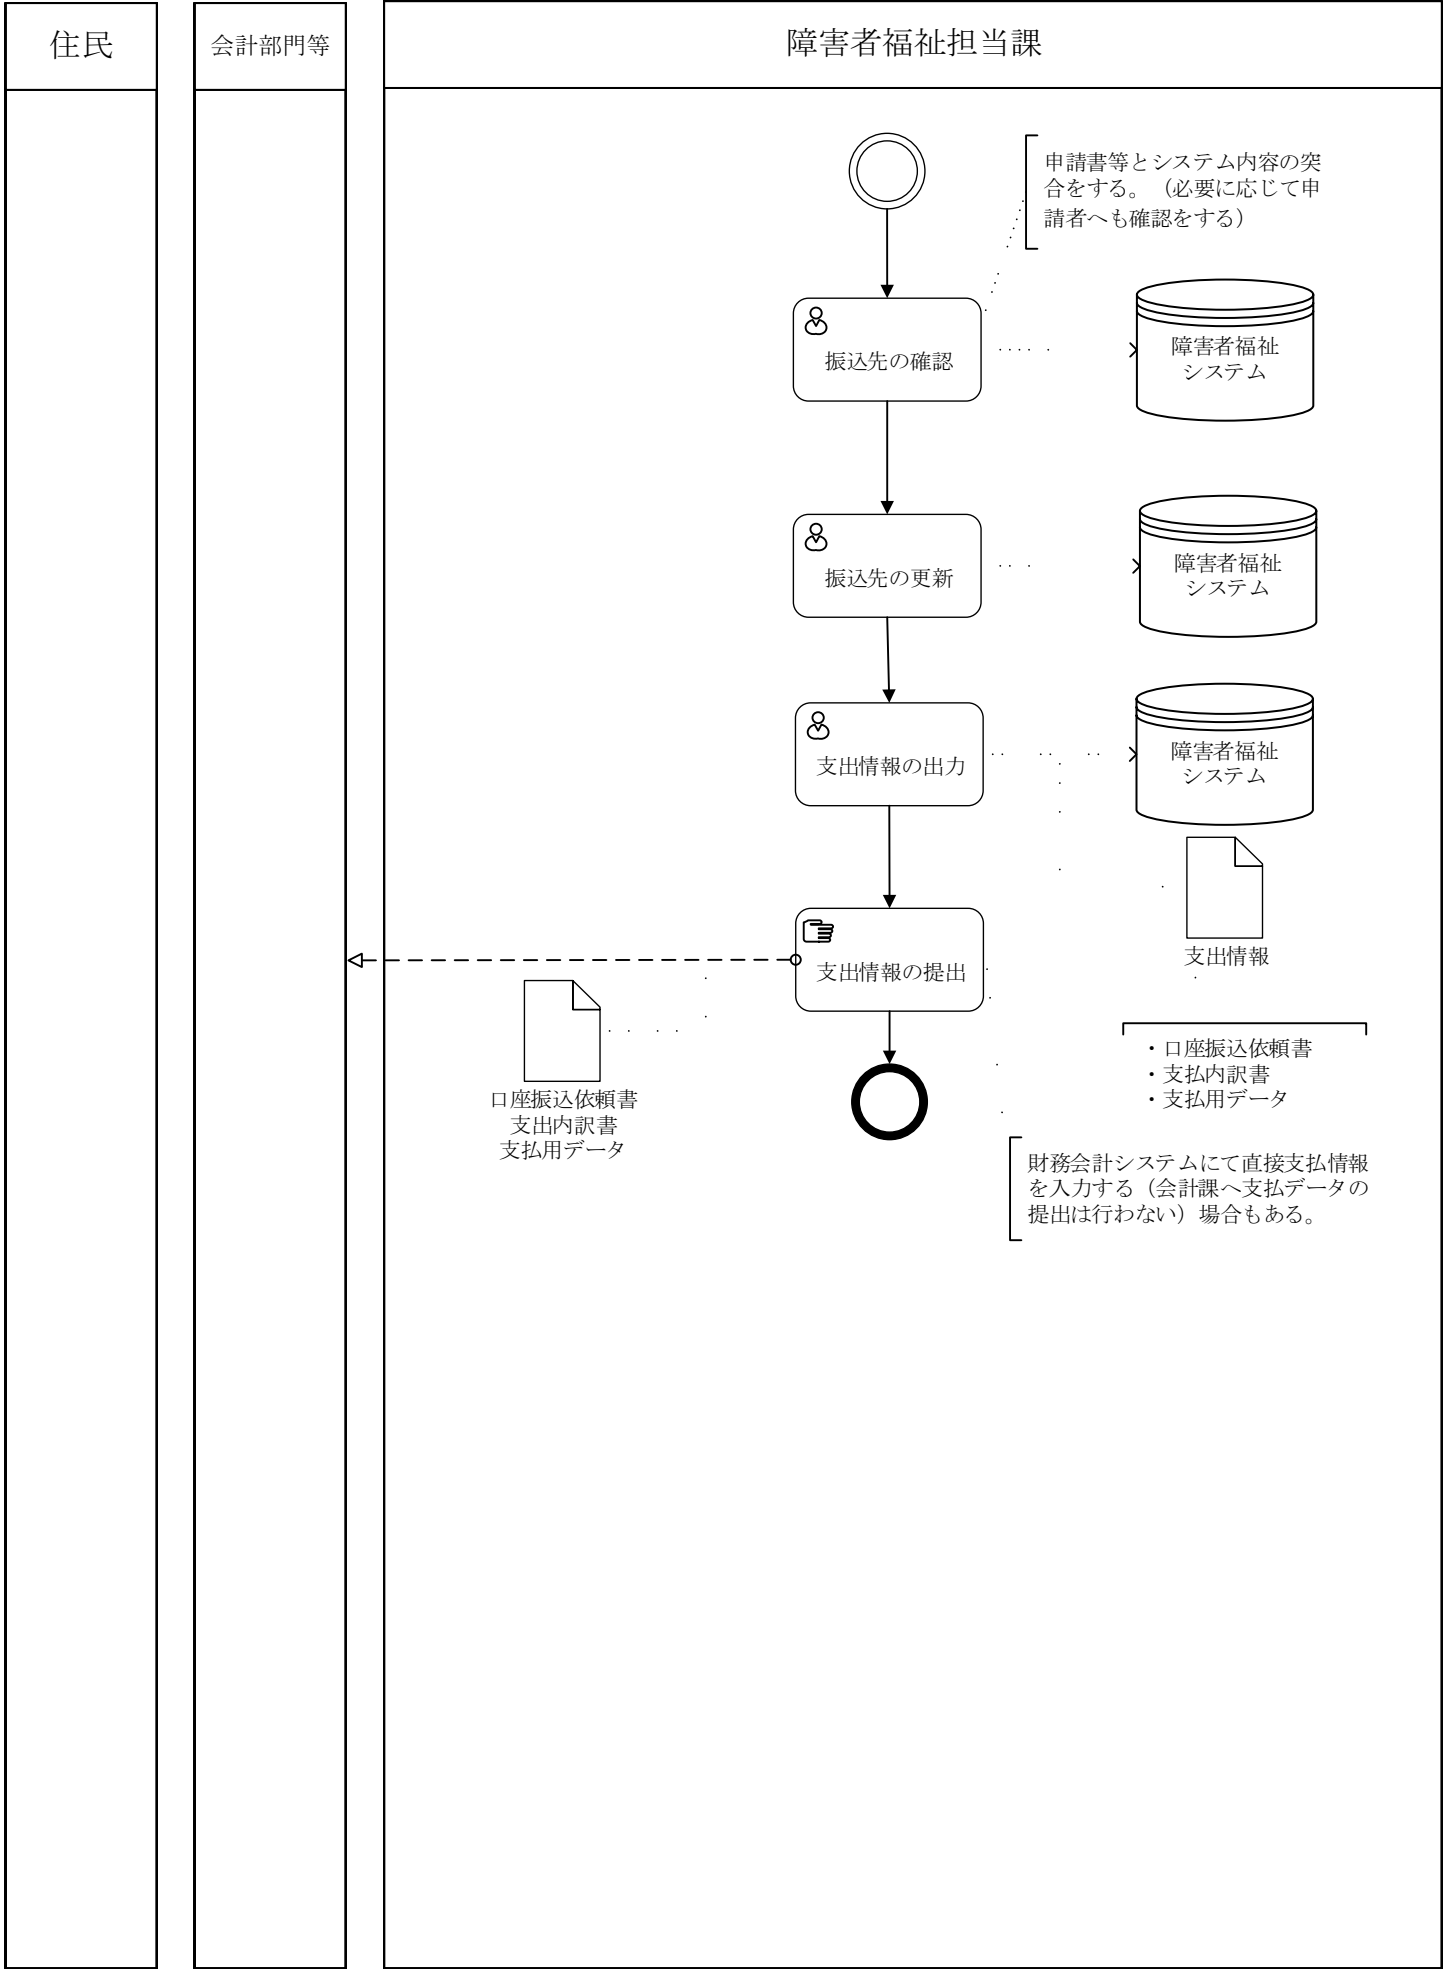 住民
会計部門等
障害者福祉担当課
申請書等とシステム内容の突
合をする。（必要に応じて申
請者へも確認をする）
振込先の確認
障害者福祉
システム
振込先の更新
障害者福祉
システム
支出情報の出力
障害者福祉
システム
支出情報
支出情報の提出
・口座振込依頼書
・支払内訳書
・支払用データ
口座振込依頼書
支出内訳書
支払用データ
財務会計システムにて直接支払情報
を入力する（会計課へ支払データの
提出は行わない）場合もある。